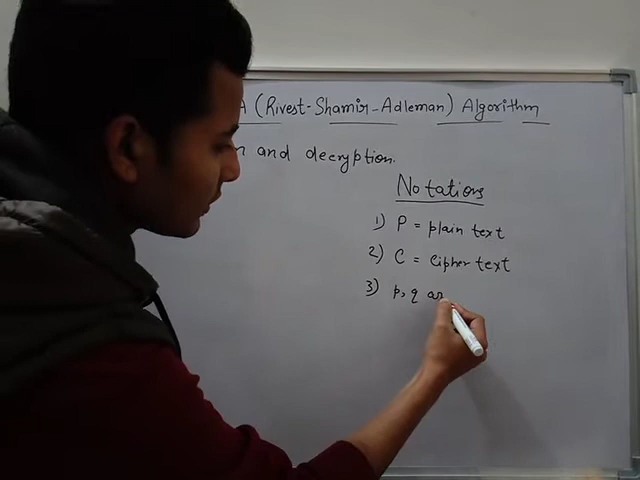 A (Rivest-Shamir-Adleman) Algorithm
n and decryption.
Notations
1) P = plain text
2) C = Cipher text
3) p, q ar